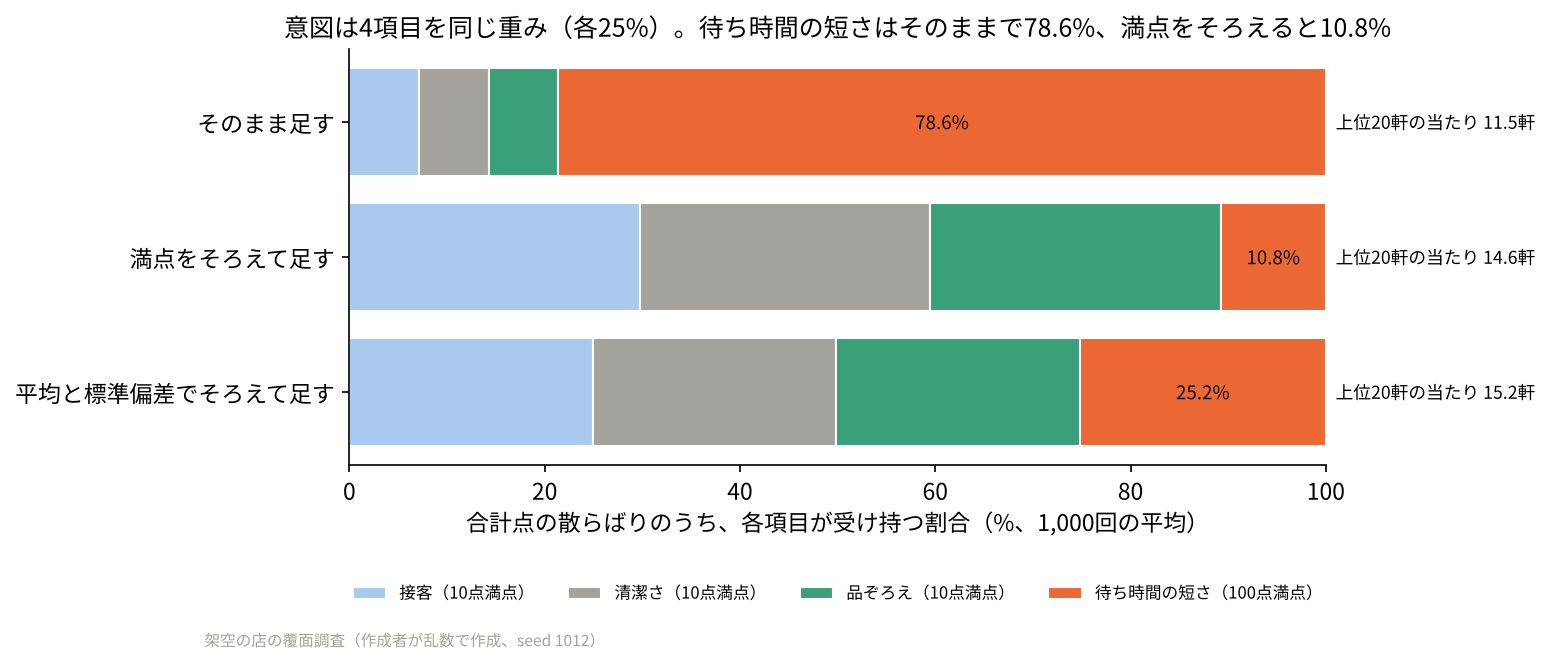 意図は4項目を同じ重み（各25%）。待ち時間の短さはそのままで78.6%、満点をそろえると10.8%
そのまま足す
78.6%
上位20軒の当たり 11.5軒
満点をそろえて足す
10.8%
上位20軒の当たり 14.6軒
平均と標準偏差でそろえて足す
25.2%
上位20軒の当たり 15.2軒
0 20 40 60 80 100
合計点の散らばりのうち、各項目が受け持つ割合（%、1,000回の平均）
接客（10点満点） 清潔さ（10点満点） 品ぞろえ（10点満点） 待ち時間の短さ（100点満点）
架空の店の覆面調査（作成者が乱数で作成、seed 1012）